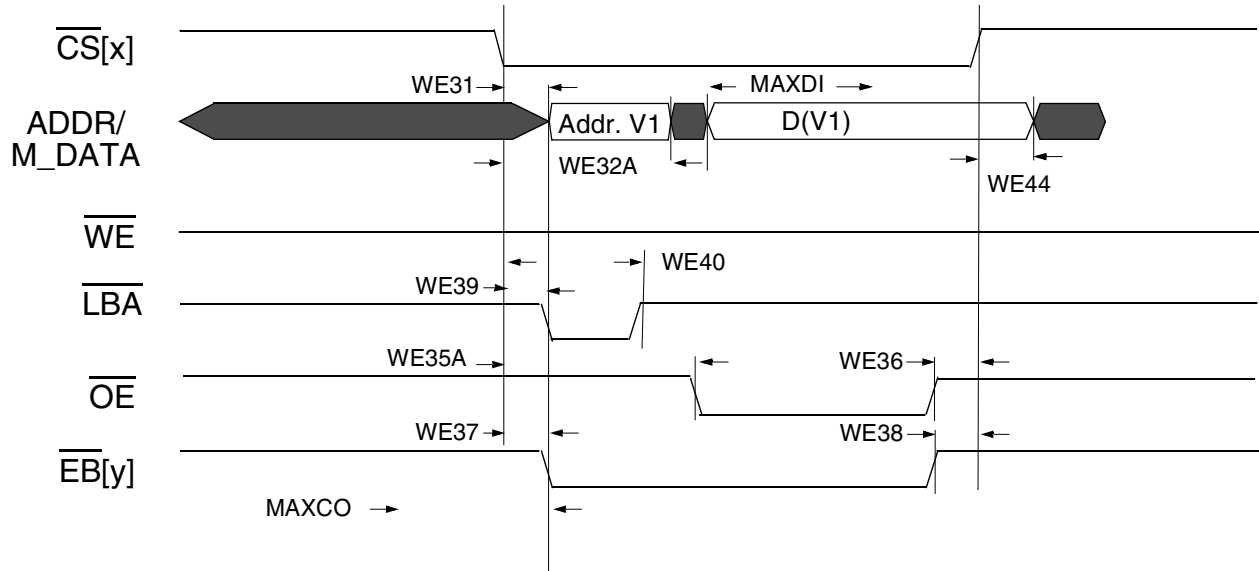 CS[x]
WE31
MAXDI
ADDR/
M_DATA
Addr. V1
D(V1)
WE32A
WE44
WE
WE40
WE39
LBA
WE35A
WE36
OE
WE37
WE38
EB[y]
MAXCO